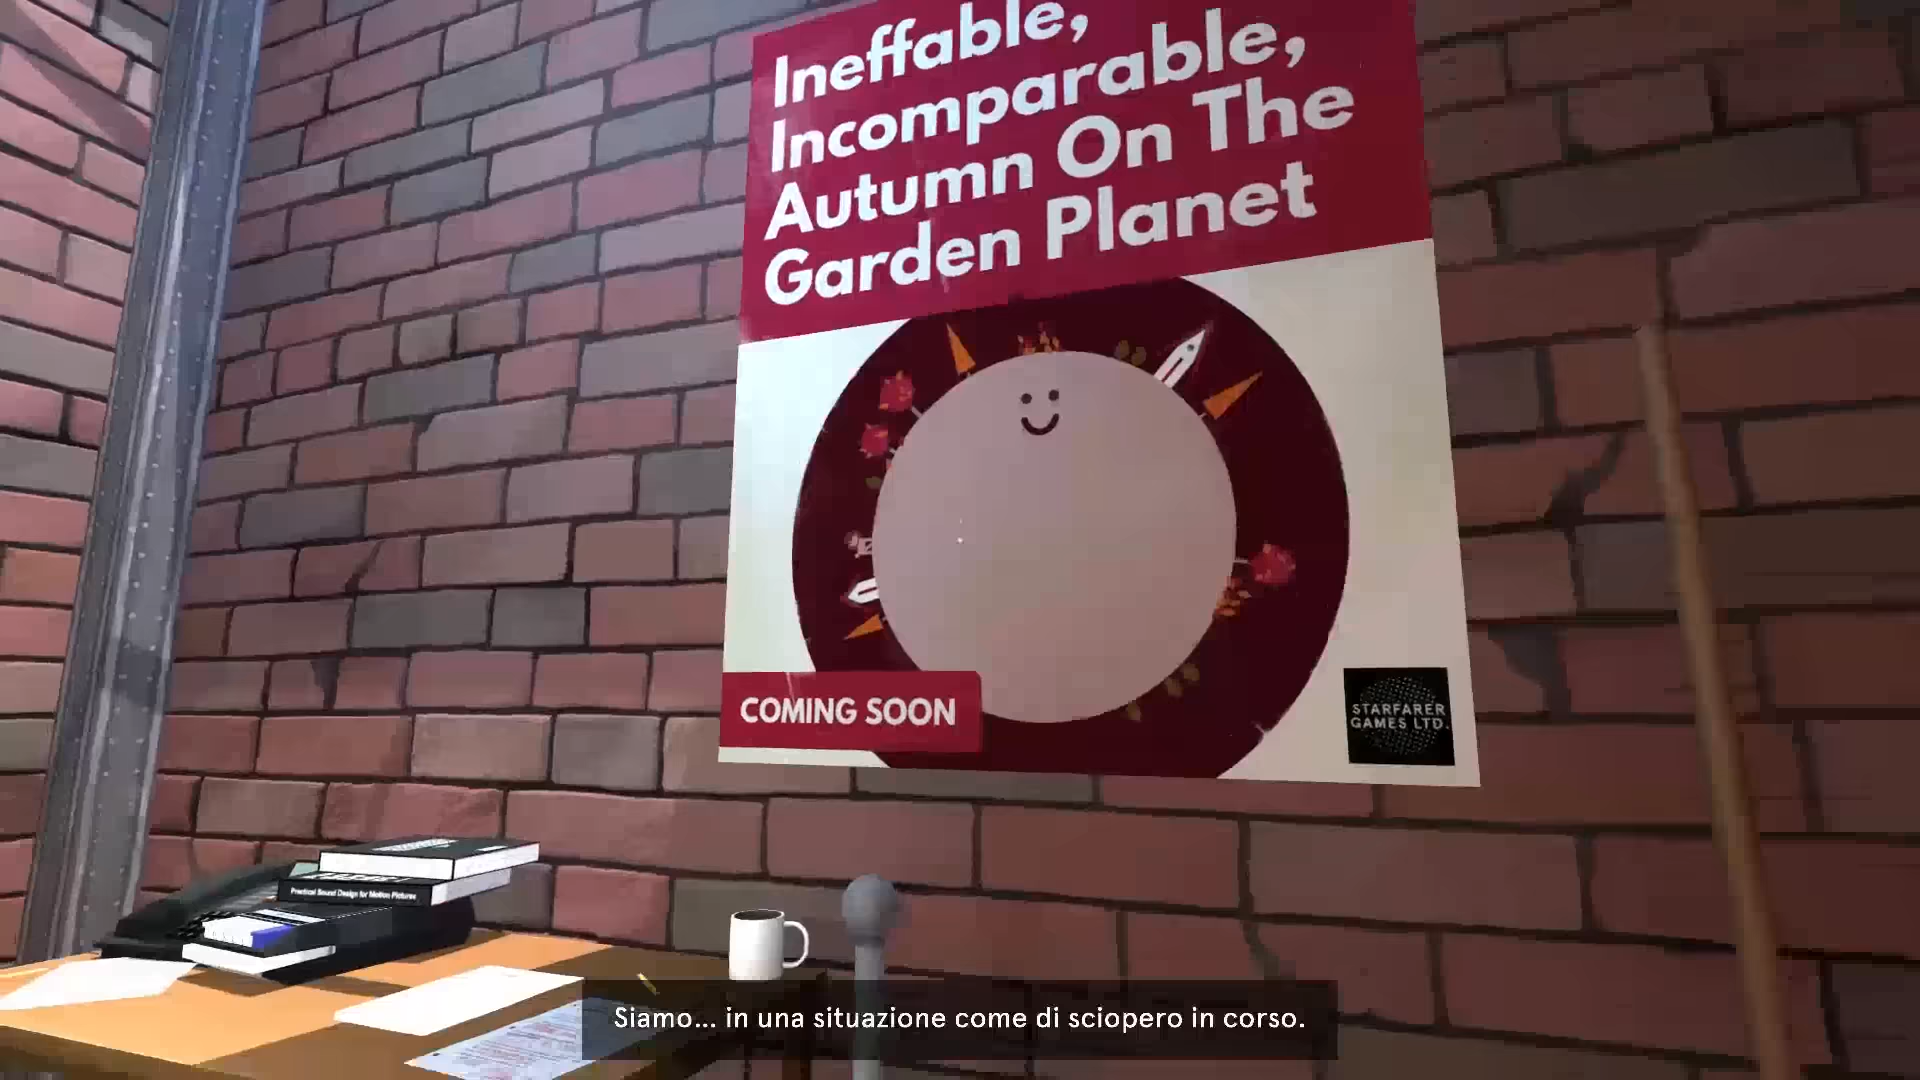 Ineffable,
Incomparable,
Autumn On The
Garden Planet
COMING SOON
STARFARER
GAMES LTD.
Practical Sound Design for Motion Pictures
Siamo... in una situazione come di sciopero in corso.